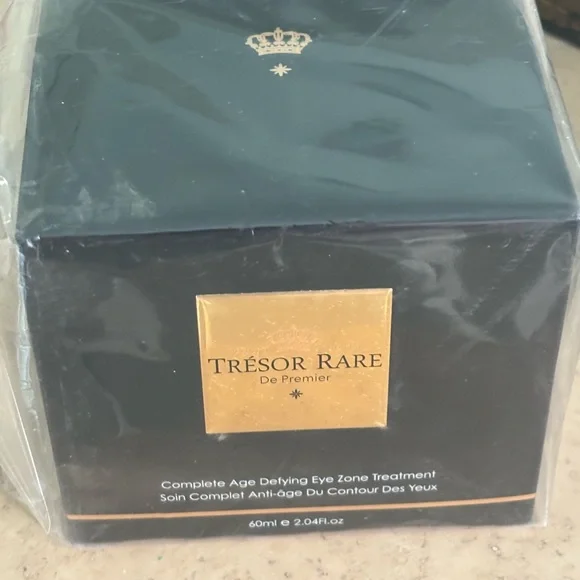 TRÉSOR RARE
De Premier
Complete Age Defying Eye Zone Treatment
Soin Complet Anti-âge Du Contour Des Yeux
60ml e 2.04Fl.oz